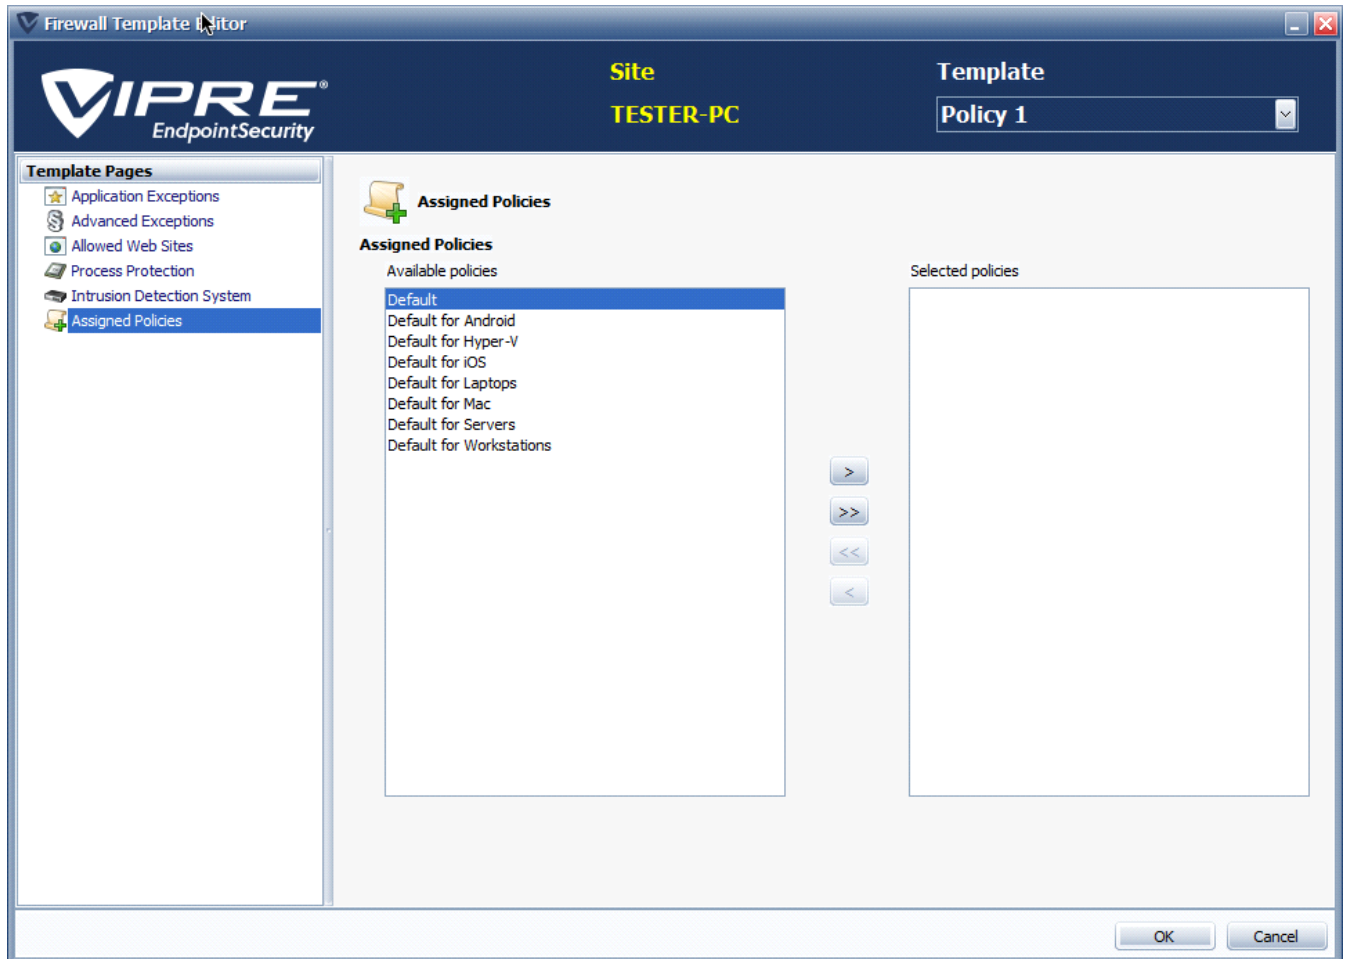 Firewall Template Editor
VIPRE®
EndpointSecurity
Site
TESTER-PC
Template
Policy 1
Template Pages
Application Exceptions
Advanced Exceptions
Allowed Web Sites
Process Protection
Intrusion Detection System
Assigned Policies
Assigned Policies
Assigned Policies
Available policies
Selected policies
Default
Default for Android
Default for Hyper-V
Default for iOS
Default for Laptops
Default for Mac
Default for Servers
Default for Workstations
>
>>
<<
<
OK
Cancel